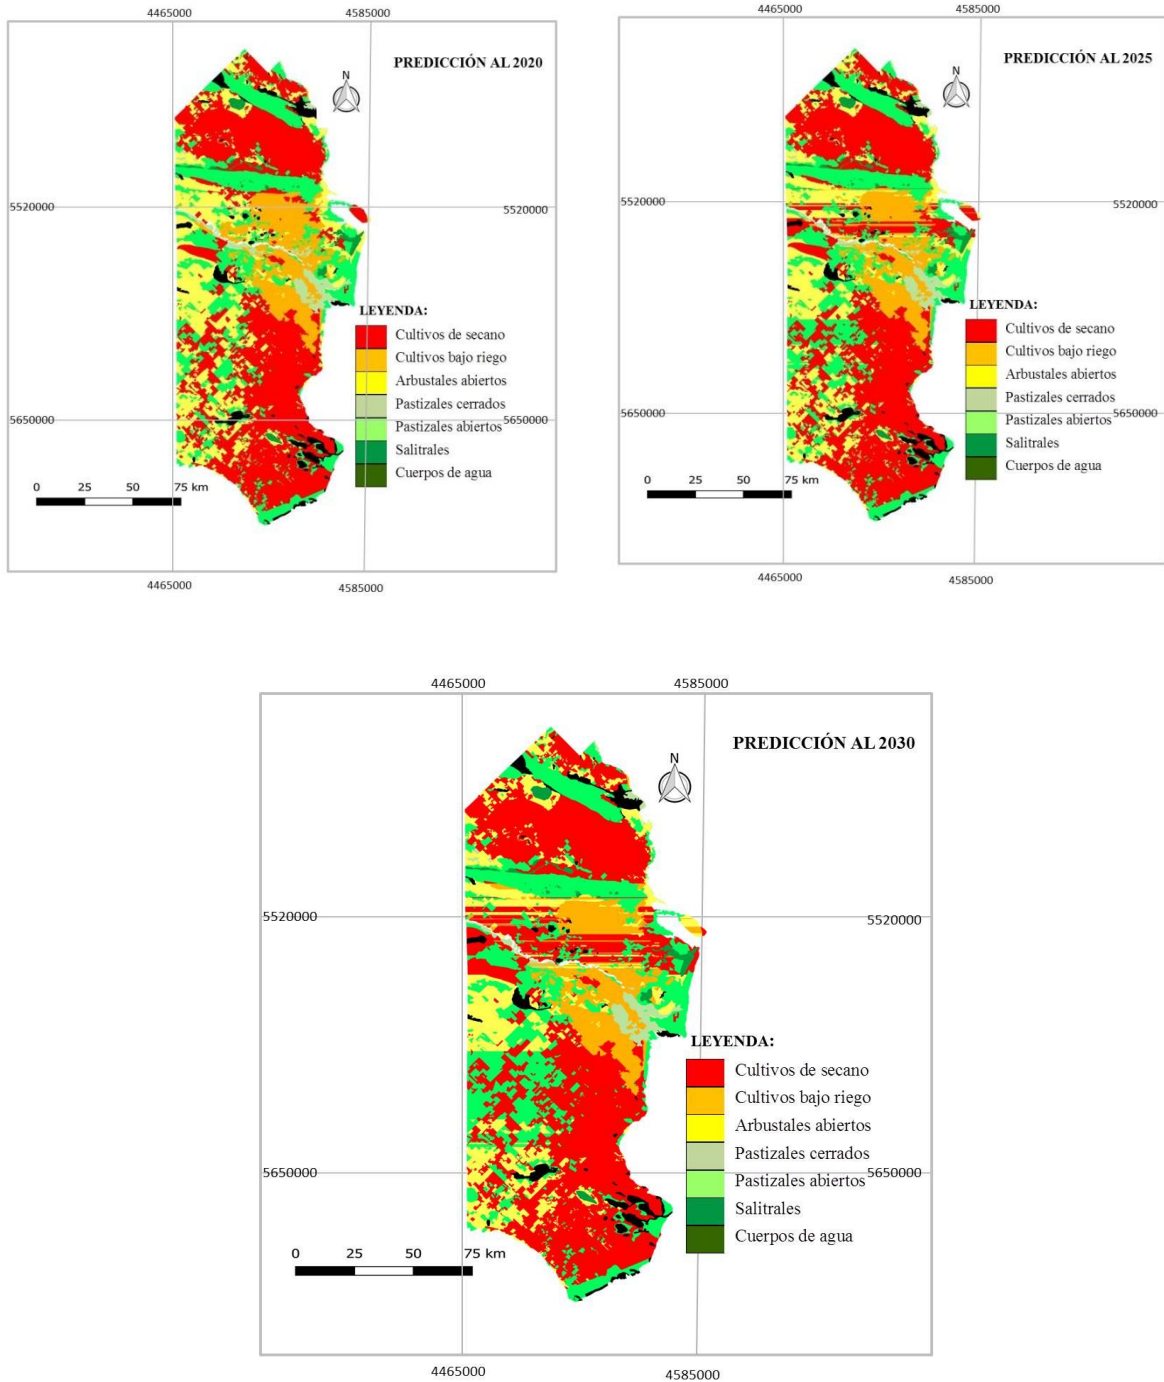 4465000
4585000
PREDICCIÓN AL 2020
N
5520000
5520000
LEYENDA:
Cultivos de secano
Cultivos bajo riego
Arbustales abiertos
Pastizales cerrados
Pastizales abiertos
Salitrales
Cuerpos de agua
5650000
5650000
0 25 50 75 km
4465000
4585000
4465000
4585000
PREDICCIÓN AL 2025
N
5520000
5520000
LEYENDA:
Cultivos de secano
Cultivos bajo riego
Arbustales abiertos
Pastizales cerrados
Pastizales abiertos
Salitrales
Cuerpos de agua
5650000
5650000
0 25 50 75 km
4465000
4585000
4465000
4585000
PREDICCIÓN AL 2030
N
5520000
5520000
LEYENDA:
Cultivos de secano
Cultivos bajo riego
Arbustales abiertos
Pastizales cerrados
Pastizales abiertos
Salitrales
Cuerpos de agua
5650000
5650000
0 25 50 75 km
4465000
4585000